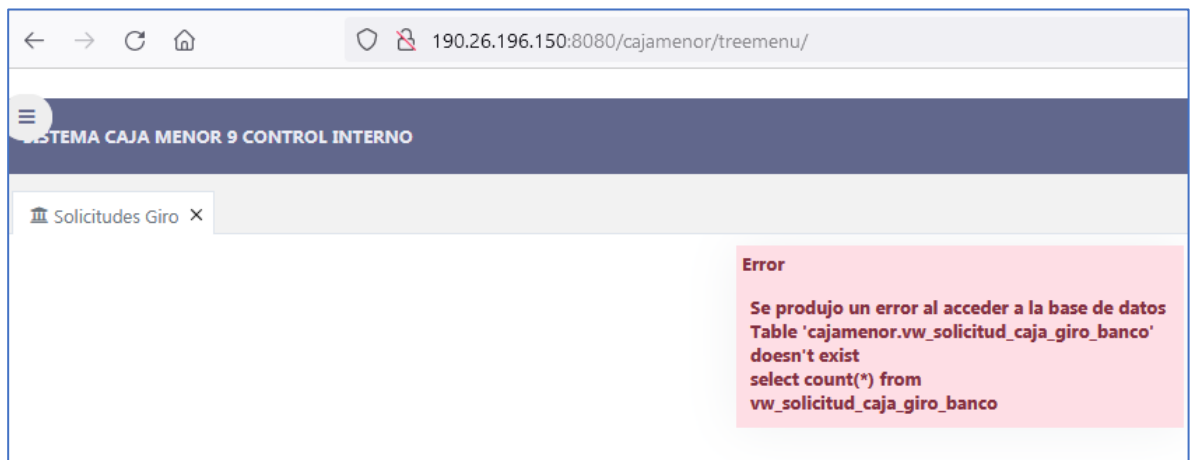 190.26.196.150:8080/cajamenor/treemenu/
STEMA CAJA MENOR 9 CONTROL INTERNO
Solicitudes Giro
Error
Se produjo un error al acceder a la base de datos
Table 'cajamenor.vw_solicitud_caja_giro_banco'
doesn't exist
select count(*) from
vw_solicitud_caja_giro_banco